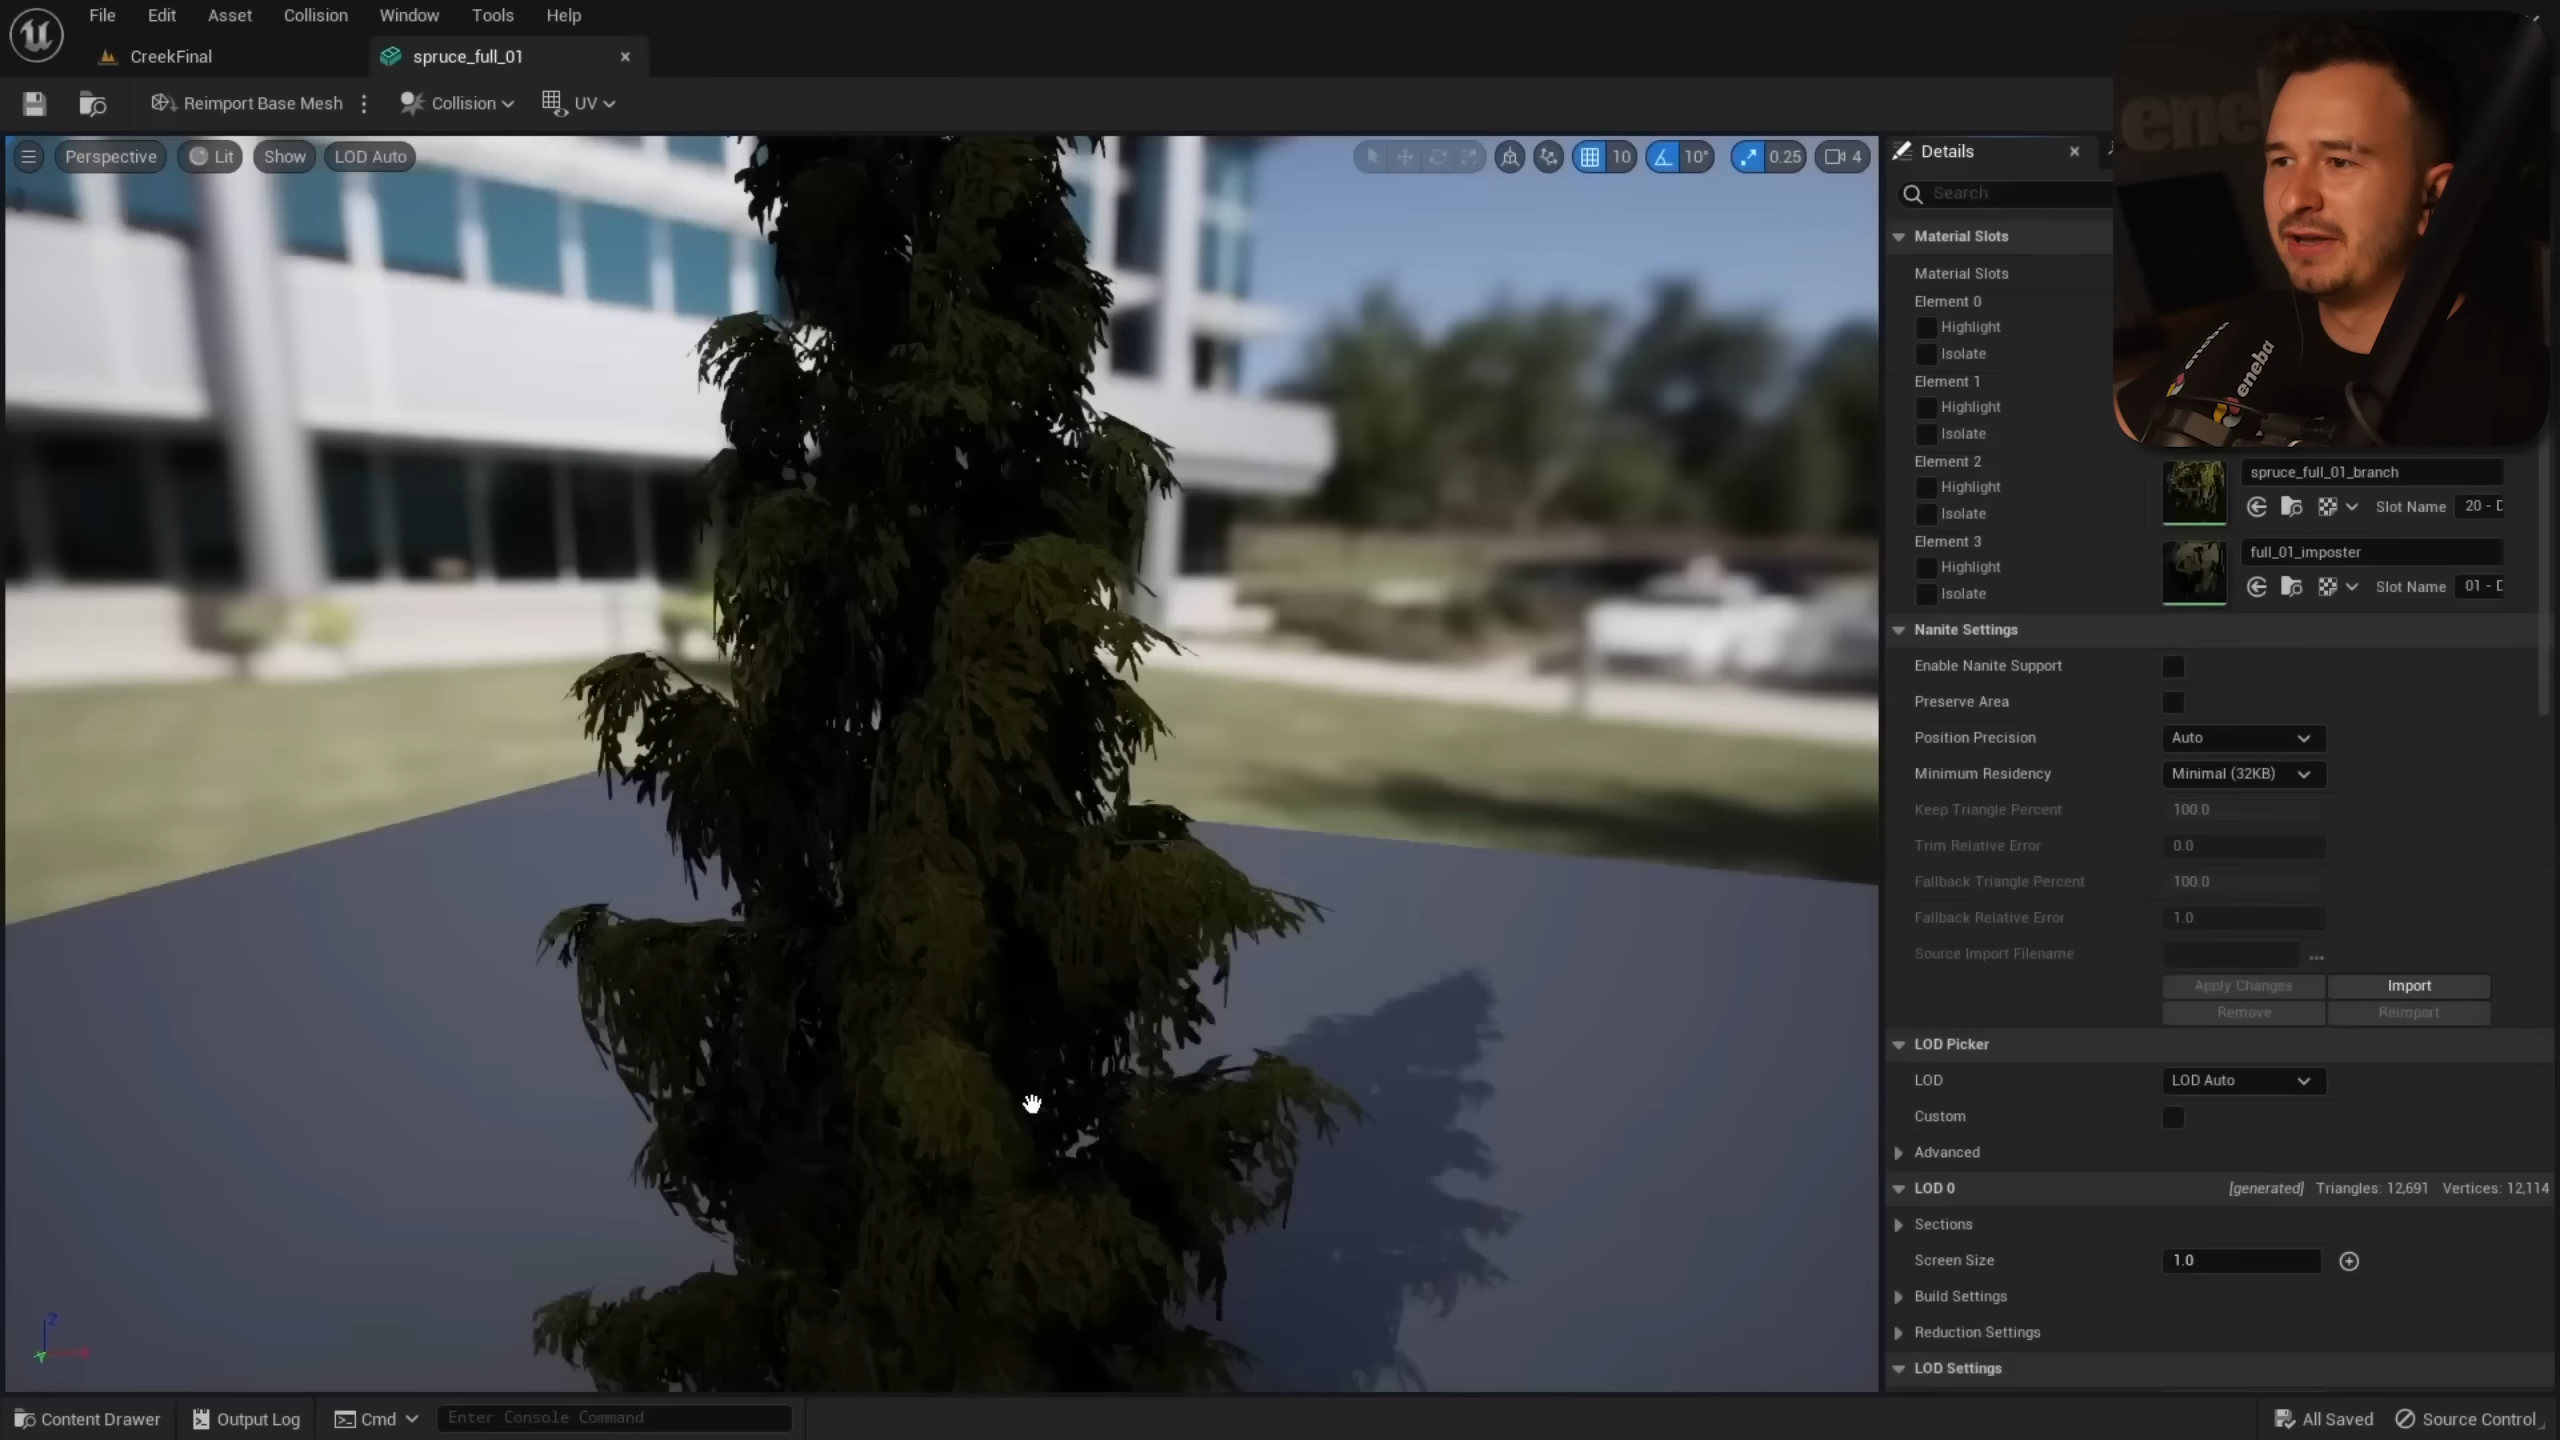 File Edit Asset Collision Window Tools Help
CreekFinal
spruce_full_01
Reimport Base Mesh
Collision
UV
Perspective
Lit
Show
LOD Auto
10
10°
0.25
4
Details
Search
Material Slots
Material Slots
Element 0
Highlight
Isolate
Element 1
Highlight
Isolate
Element 2
Highlight
Isolate
spruce_full_01_branch
Slot Name 20 -
Element 3
Highlight
Isolate
full_01_imposter
Slot Name 01 -
Nanite Settings
Enable Nanite Support
Preserve Area
Position Precision Auto
Minimum Residency Minimal (32KB)
Keep Triangle Percent 100.0
Trim Relative Error 0.0
Fallback Triangle Percent 100.0
Fallback Relative Error 1.0
Source Import Filename ...
Apply Changes Import
Remove Reimport
LOD Picker
LOD LOD Auto
Custom
Advanced
LOD 0 [generated] Triangles: 12,691 Vertices: 12,114
Sections
Screen Size 1.0
Build Settings
Reduction Settings
LOD Settings
Z
Content Drawer
Output Log
Cmd
Enter Console Command
All Saved
Source Control
ene
eneba